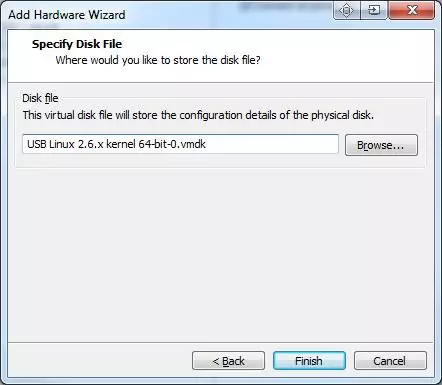 Add Hardware Wizard
Specify Disk File
Where would you like to store the disk file?
Disk file
This virtual disk file will store the configuration details of the physical disk.
USB Linux 2.6.x kernel 64-bit-0.vmdk
Browse...
< Back
Finish
Cancel